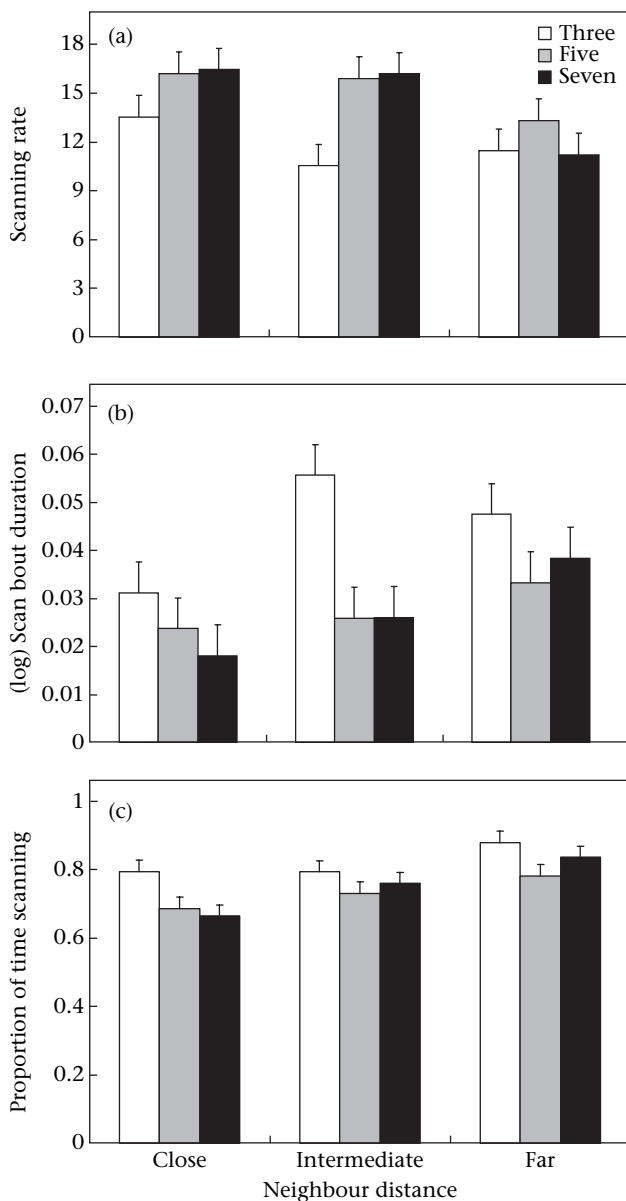 (a)
Three
Five
Seven
18
15
12
9
6
3
0
Scanning rate
(b)
0.07
0.06
0.05
0.04
0.03
0.02
0.01
0
(log) Scan bout duration
(c)
1
0.8
0.6
0.4
0.2
0
Proportion of time scanning
Close Intermediate Far
Neighbour distance